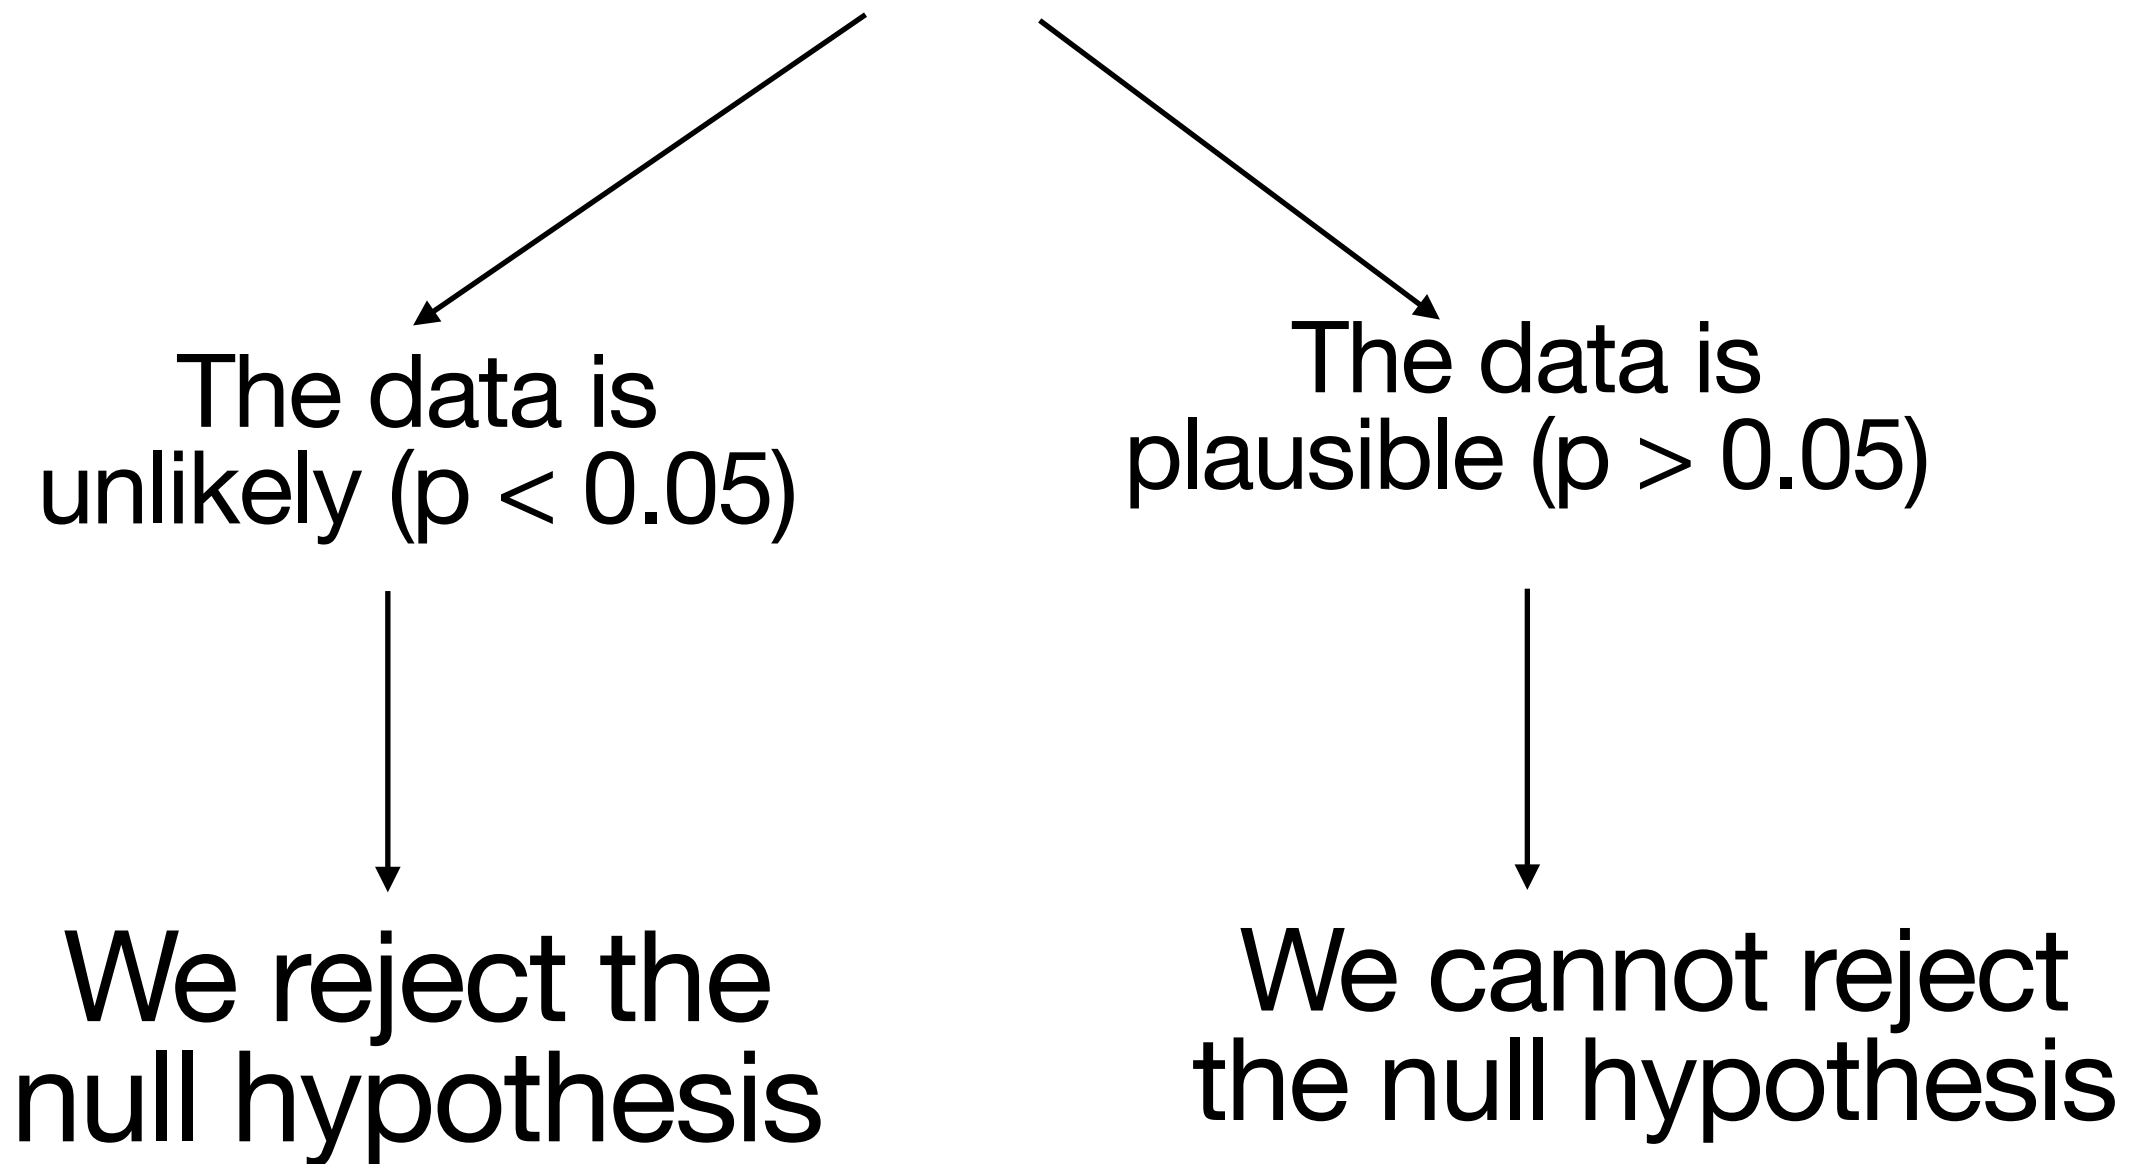 The data is
unlikely (p < 0.05)
The data is
plausible (p > 0.05)
We reject the
null hypothesis
We cannot reject
the null hypothesis